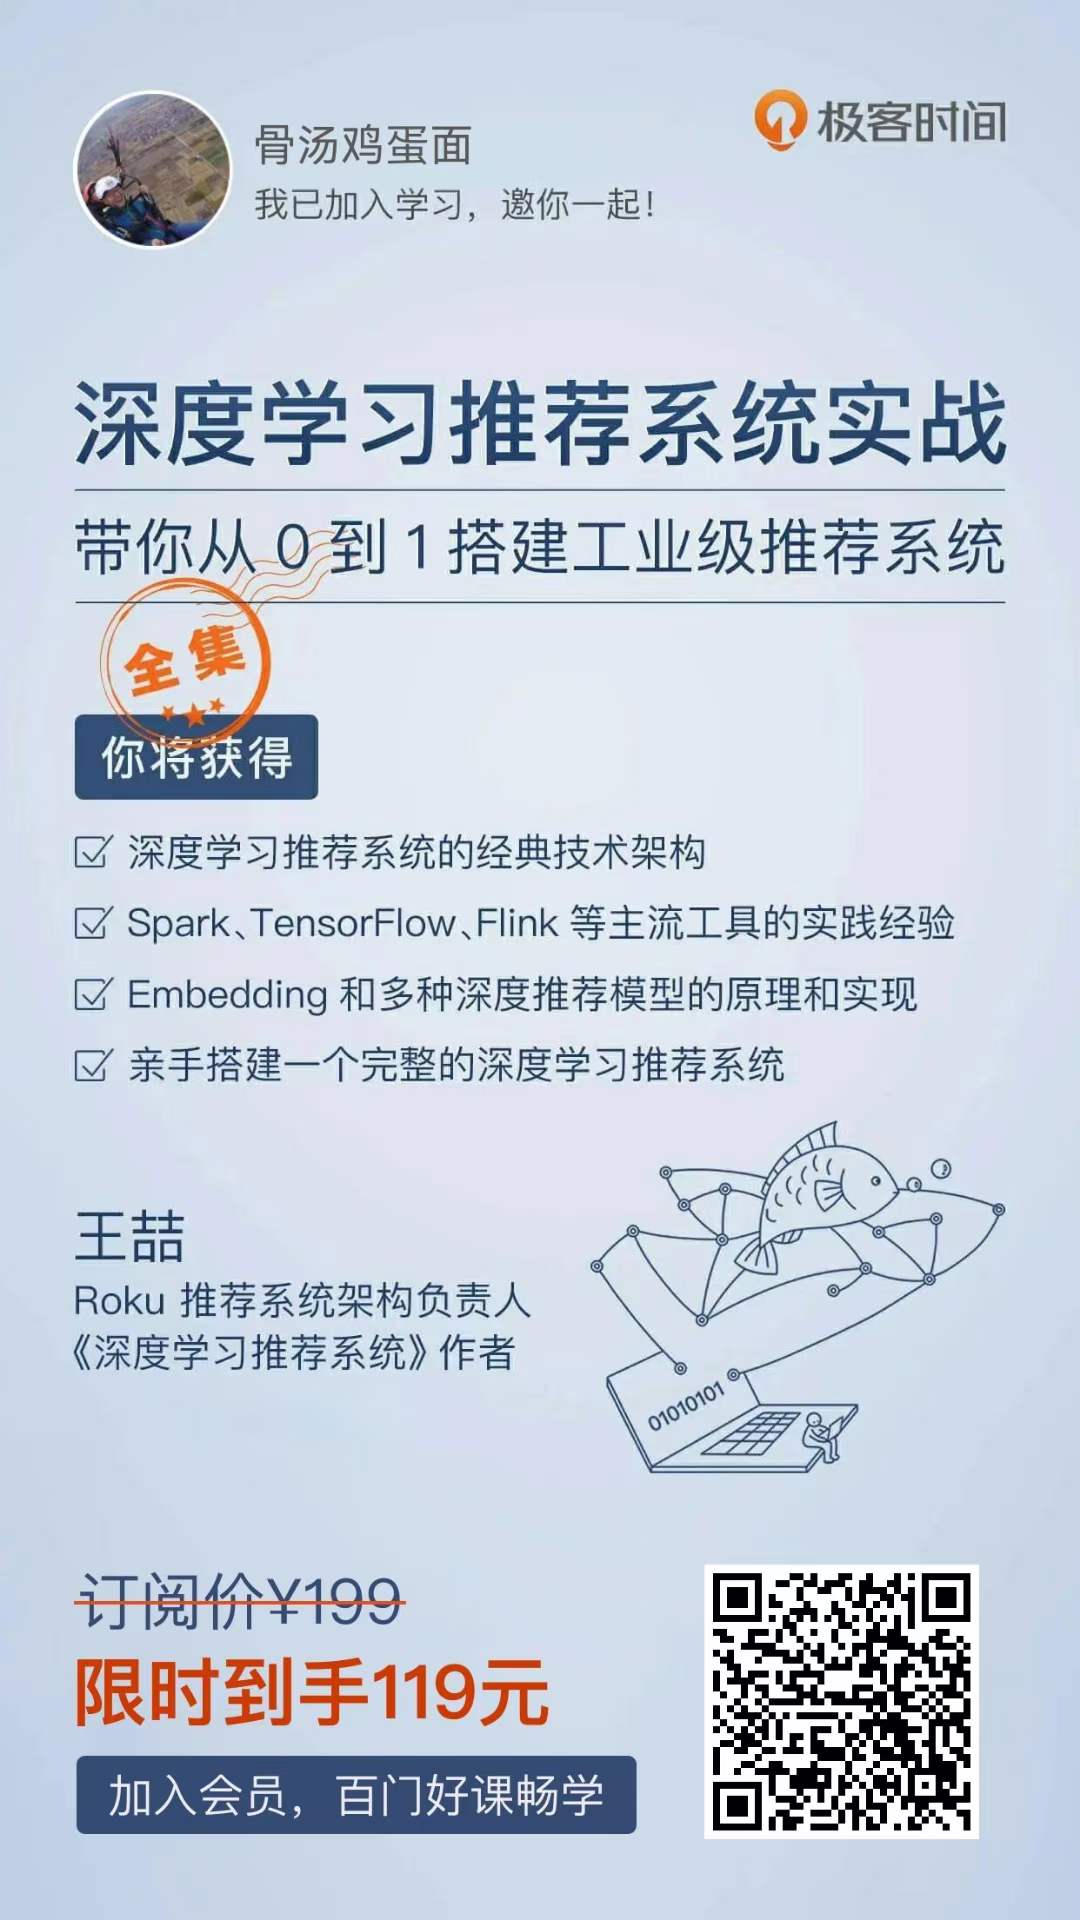 骨汤鸡蛋面
我已加入学习，邀你一起！
极客时间
深度学习推荐系统实战
带你从 0 到 1 搭建工业级推荐系统
全集
你将获得
深度学习推荐系统的经典技术架构
Spark、TensorFlow、Flink 等主流工具的实践经验
Embedding 和多种深度推荐模型的原理和实现
亲手搭建一个完整的深度学习推荐系统
王喆
Roku 推荐系统架构负责人
《深度学习推荐系统》作者
01010101
订阅价¥199
限时到手119元
加入会员，百门好课畅学